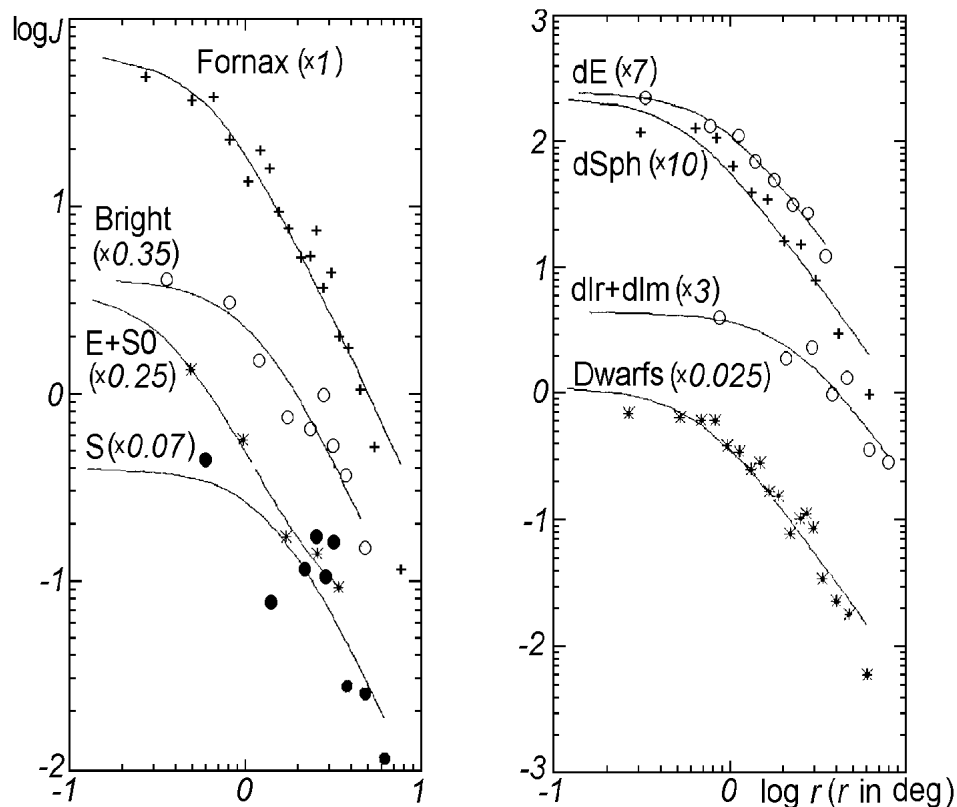 logJ
Fornax (×1)
1
Bright
(×0.35)
E+S0
(×0.25)
0
S (×0.07)
-1
-2
-1 0 1
3
dE (×7)
2
dSph (×10)
1
dIr+dIm (×3)
0
Dwarfs (×0.025)
-1
-2
-3
-1 0 1
log r (r in deg)